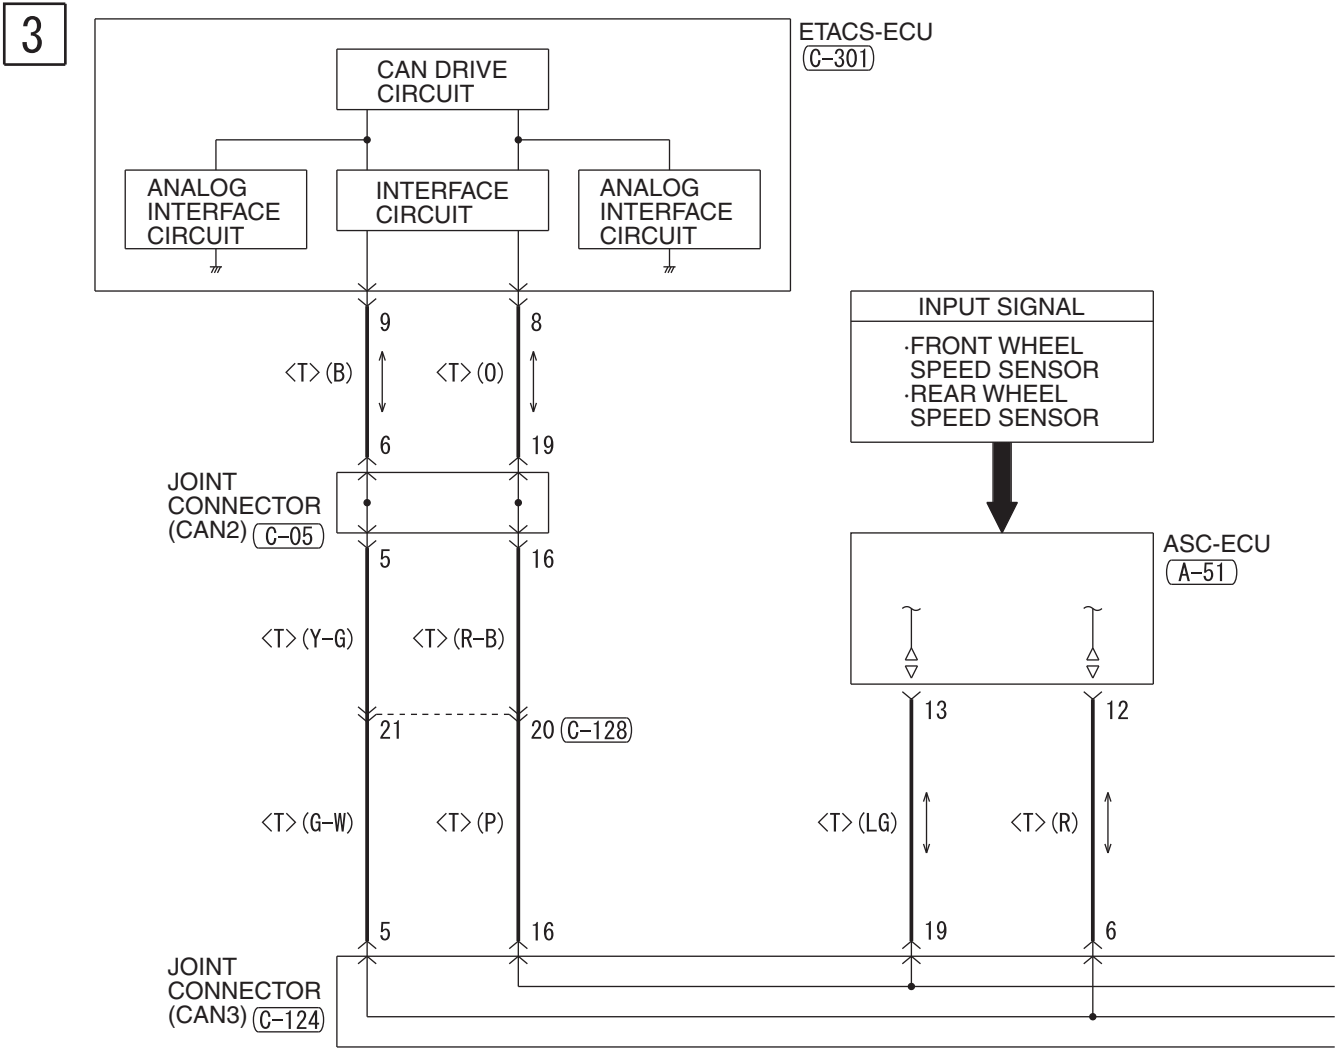 3
ETACS-ECU
C-301
CAN DRIVE
CIRCUIT
ANALOG
INTERFACE
CIRCUIT
INTERFACE
CIRCUIT
ANALOG
INTERFACE
CIRCUIT
9
8
<T>(B)
<T>(O)
6
19
JOINT
CONNECTOR
(CAN2) C-05
5
16
<T>(Y-G)
<T>(R-B)
21
20 C-128
<T>(G-W)
<T>(P)
5
16
INPUT SIGNAL
·FRONT WHEEL
SPEED SENSOR
·REAR WHEEL
SPEED SENSOR
ASC-ECU
A-51
13
12
<T>(LG)
<T>(R)
19
6
JOINT
CONNECTOR
(CAN3) C-124